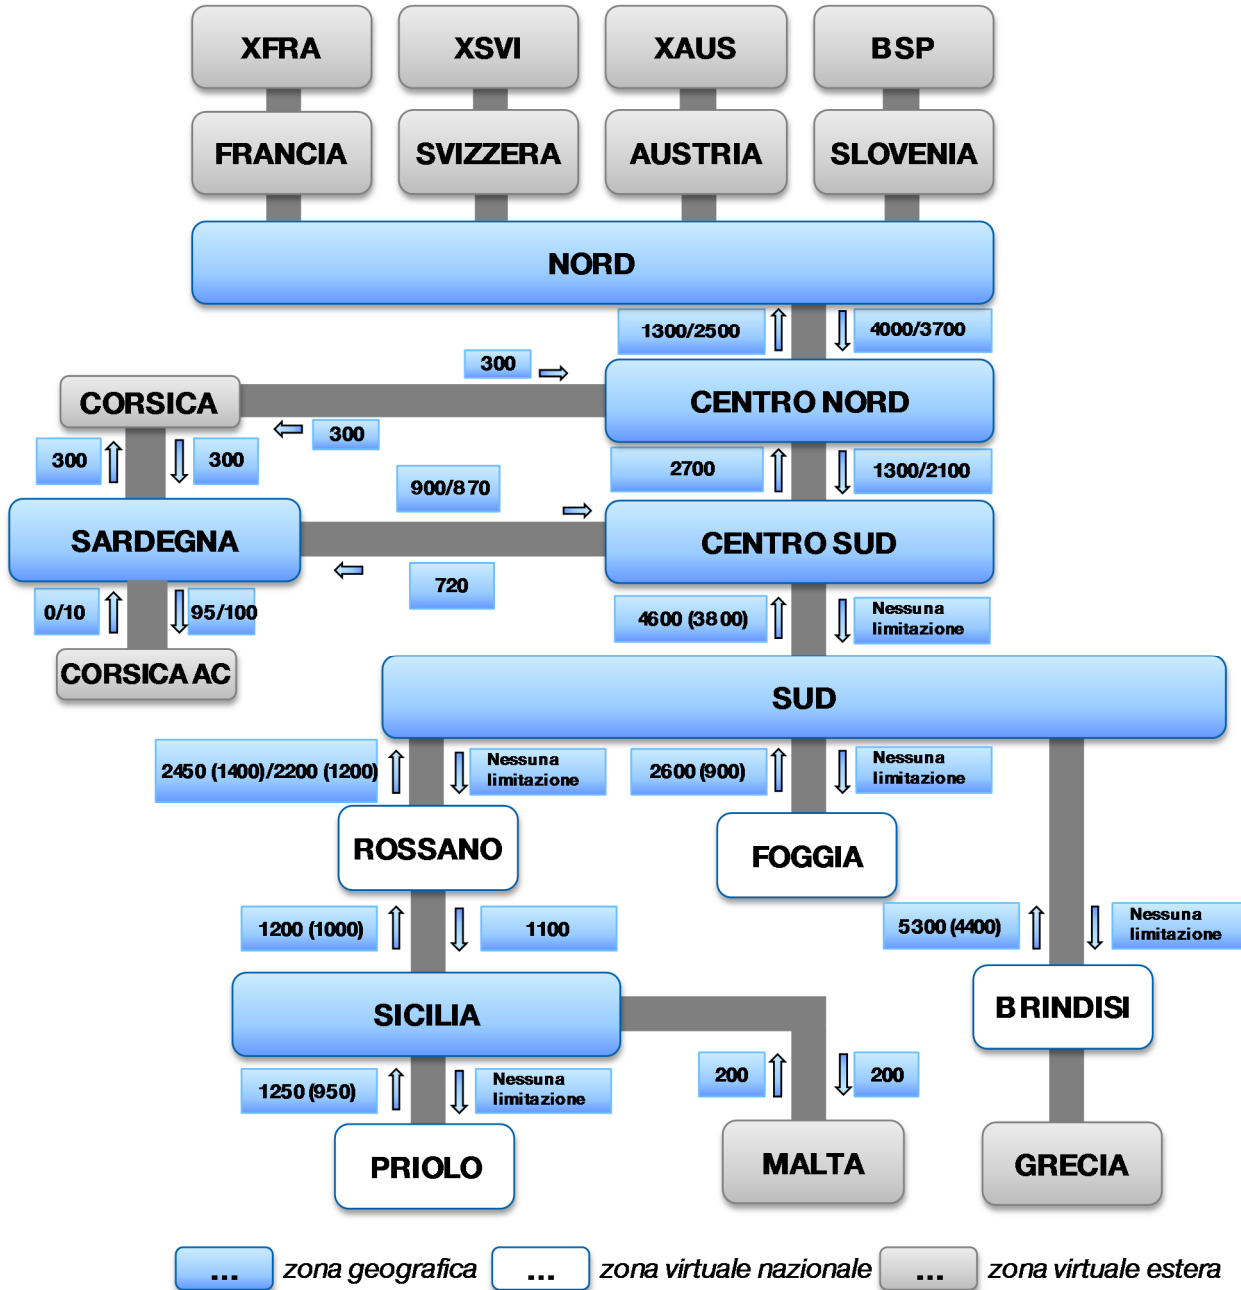 XFRA XSVI XAUS BSP
FRANCIA SVIZZERA AUSTRIA SLOVENIA
NORD
1300/2500 4000/3700
300
CORSICA
CENTRO NORD
300
300 300
2700 1300/2100
900/870
SARDEGNA
CENTRO SUD
720
0/10 95/100
4600 (3800)
Nessuna
limitazione
CORSICA AC
SUD
2450 (1400)/2200 (1200)
Nessuna
limitazione
2600 (900)
Nessuna
limitazione
ROSSANO
FOGGIA
1200 (1000) 1100
5300 (4400)
Nessuna
limitazione
SICILIA
BRINDISI
1250 (950)
Nessuna
limitazione
200 200
PRIOLO
MALTA
GRECIA
... zona geografica ... zona virtuale nazionale ... zona virtuale estera